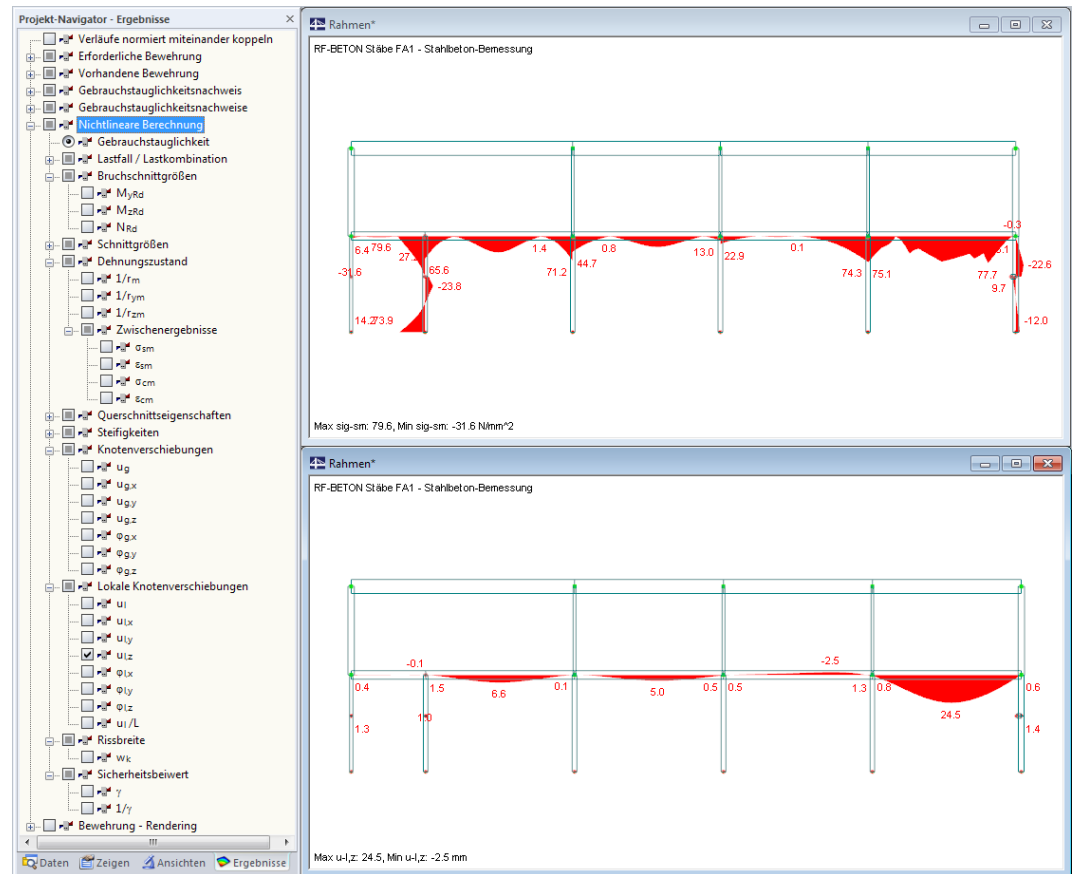 Projekt-Navigator - Ergebnisse
Verläufe normiert miteinander koppeln
Erforderliche Bewehrung
Vorhandene Bewehrung
Gebrauchstauglichkeitsnachweis
Gebrauchstauglichkeitsnachweise
Nichtlineare Berechnung
Gebrauchstauglichkeit
Lastfall / Lastkombination
Bruchschnittgrößen
MyRd
MzRd
NRd
Schnittgrößen
Dehnungszustand
1/rm
1/rym
1/rzm
Zwischenergebnisse
σsm
εsm
σcm
εcm
Querschnittseigenschaften
Steifigkeiten
Knotenverschiebungen
ug
ug,x
ug,y
ug,z
φg,x
φg,y
φg,z
Lokale Knotenverschiebungen
ul
ul,x
ul,y
ul,z
φl,x
φl,y
φl,z
ul/L
Rissbreite
wk
Sicherheitsbeiwert
γ
1/γ
Bewehrung - Rendering
Daten Zeigen Ansichten Ergebnisse
Rahmen*
RF-BETON Stäbe FA1 - Stahlbeton-Bemessung
-0.3
6.4 79.6 1.4 0.8 13.0 22.9 0.1
-31.6 65.6 71.2 44.7 74.3 75.1 77.7 -22.6
-23.8 9.7
14.2 73.9 -12.0
Max sig-sm: 79.6, Min sig-sm: -31.6 N/mm^2
Rahmen*
RF-BETON Stäbe FA1 - Stahlbeton-Bemessung
-0.1 -2.5
0.4 1.5 6.6 0.1 5.0 0.5 0.5 1.3 0.8 0.6
1.3 1.0 24.5 1.4
Max u-l,z: 24.5, Min u-l,z: -2.5 mm